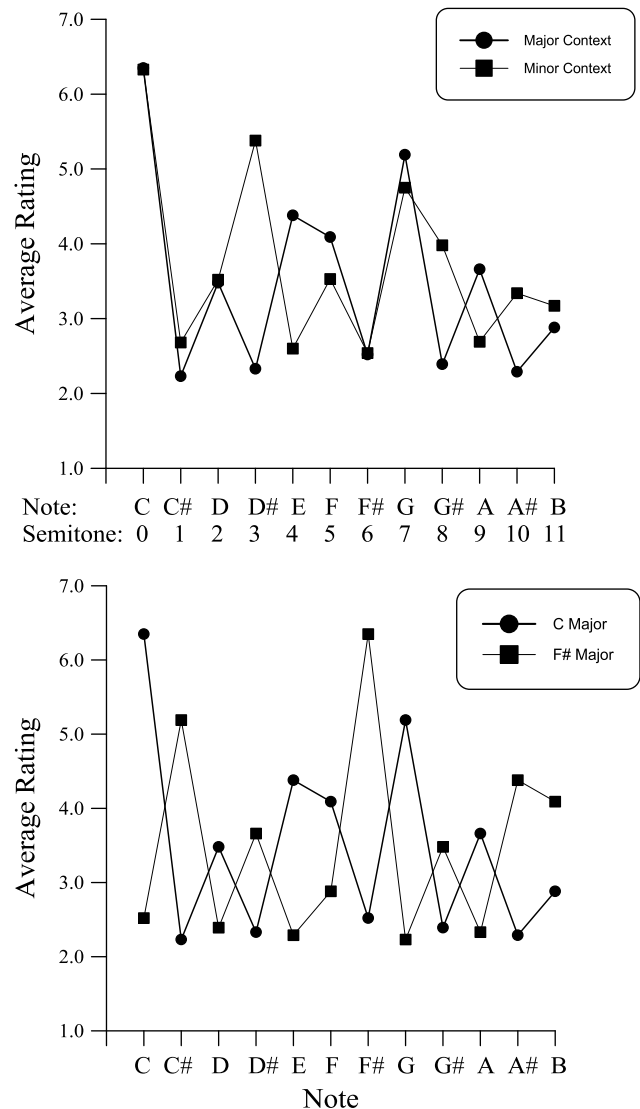 7.0
Major Context
Minor Context
6.0
5.0
4.0
3.0
2.0
1.0
Average Rating
Note: C C# D D# E F F# G G# A A# B
Semitone: 0 1 2 3 4 5 6 7 8 9 10 11
7.0
C Major
F# Major
6.0
5.0
4.0
3.0
2.0
1.0
Average Rating
C C# D D# E F F# G G# A A# B
Note